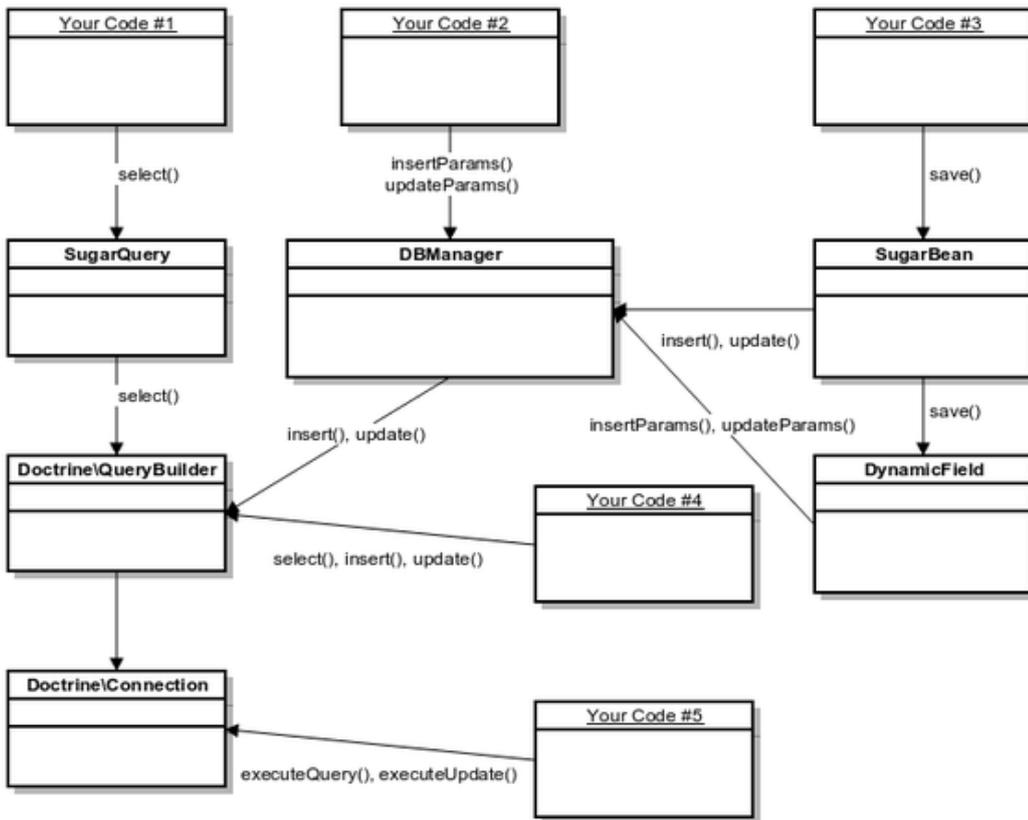 Your Code #1
Your Code #2
Your Code #3
select()
insertParams()
updateParams()
save()
SugarQuery
DBManager
SugarBean
insert(), update()
select()
save()
insertParams(), updateParams()
insert(), update()
Doctrine\QueryBuilder
DynamicField
Your Code #4
select(), insert(), update()
Doctrine\Connection
Your Code #5
executeQuery(), executeUpdate()